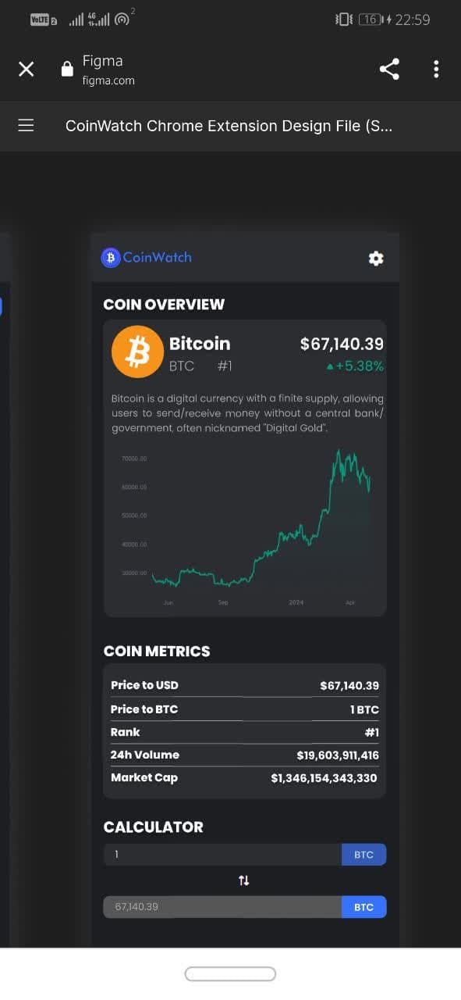 VoLTE 2 4G 2 16 22:59
Figma
figma.com
CoinWatch Chrome Extension Design File (S...
CoinWatch
COIN OVERVIEW
Bitcoin $67,140.39
BTC #1 +5.38%
Bitcoin is a digital currency with a finite supply, allowing
users to send/receive money without a central bank/
government, often nicknamed "Digital Gold".
70000.00
60000.00
50000.00
40000.00
30000.00
Jun Sep 2024 Apr
COIN METRICS
Price to USD $67,140.39
Price to BTC 1 BTC
Rank #1
24h Volume $19,603,911,416
Market Cap $1,346,154,343,330
CALCULATOR
1 BTC
67,140.39 BTC